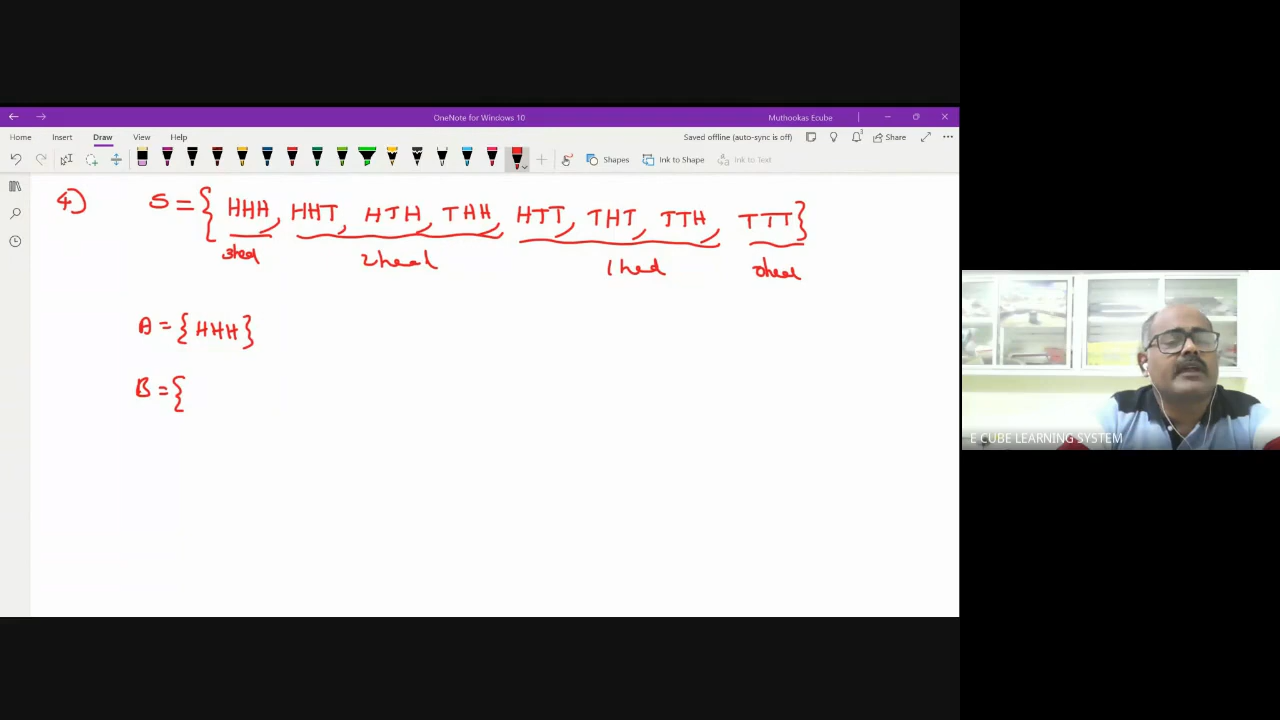 OneNote for Windows 10
Muthookas Ecube
Home Insert Draw View Help
Saved offline (auto-sync is off)
Share
Shapes
Ink to Shape
Ink to Text
4) S = { HHH, HHT, HTH, THH, HTT, THT, TTH, TTT }
3hed 2head 1hed 0head
A = { HHH }
B = {
E CUBE LEARNING SYSTEM